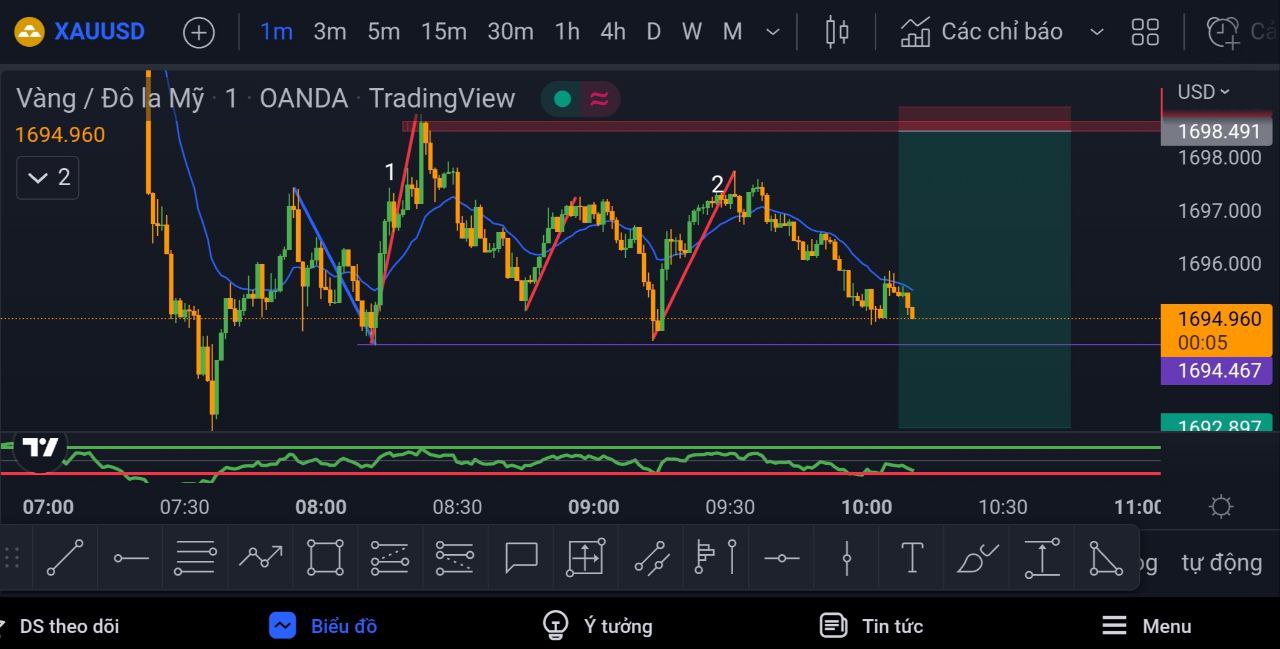 XAUUSD 1m 3m 5m 15m 30m 1h 4h D W M Các chỉ báo
Vàng / Đô la Mỹ · 1 · OANDA · TradingView
USD
1694.960
2
1
2
1698.491
1698.000
1697.000
1696.000
1694.960
00:05
1694.467
1692.897
07:00 07:30 08:00 08:30 09:00 09:30 10:00 10:30 11:00
tự động
DS theo dõi Biểu đồ Ý tưởng Tin tức Menu